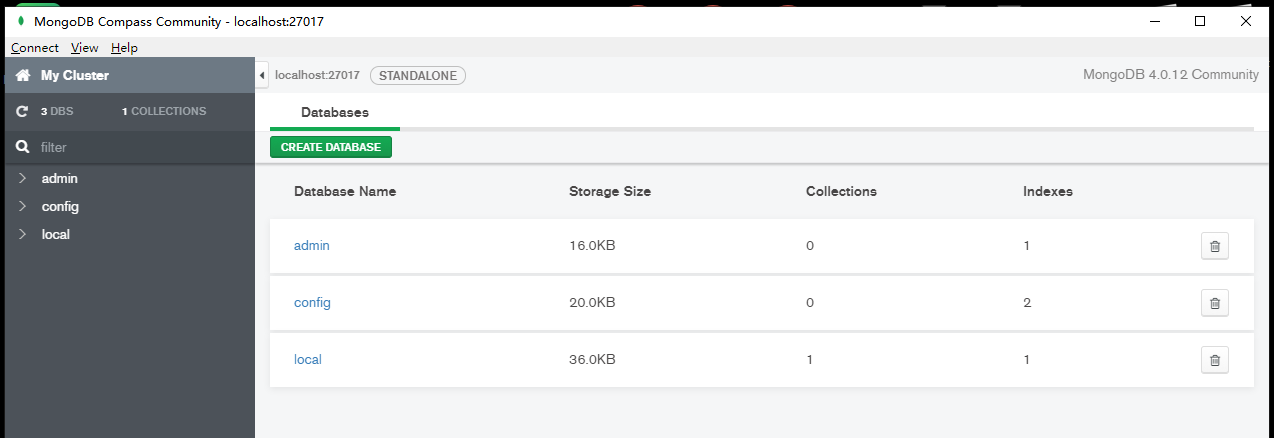 MongoDB Compass Community - localhost:27017
Connect View Help
My Cluster
localhost:27017 STANDALONE MongoDB 4.0.12 Community
3 DBS 1 COLLECTIONS
Databases
filter
CREATE DATABASE
admin
config
local
Database Name Storage Size Collections Indexes
admin 16.0KB 0 1
config 20.0KB 0 2
local 36.0KB 1 1